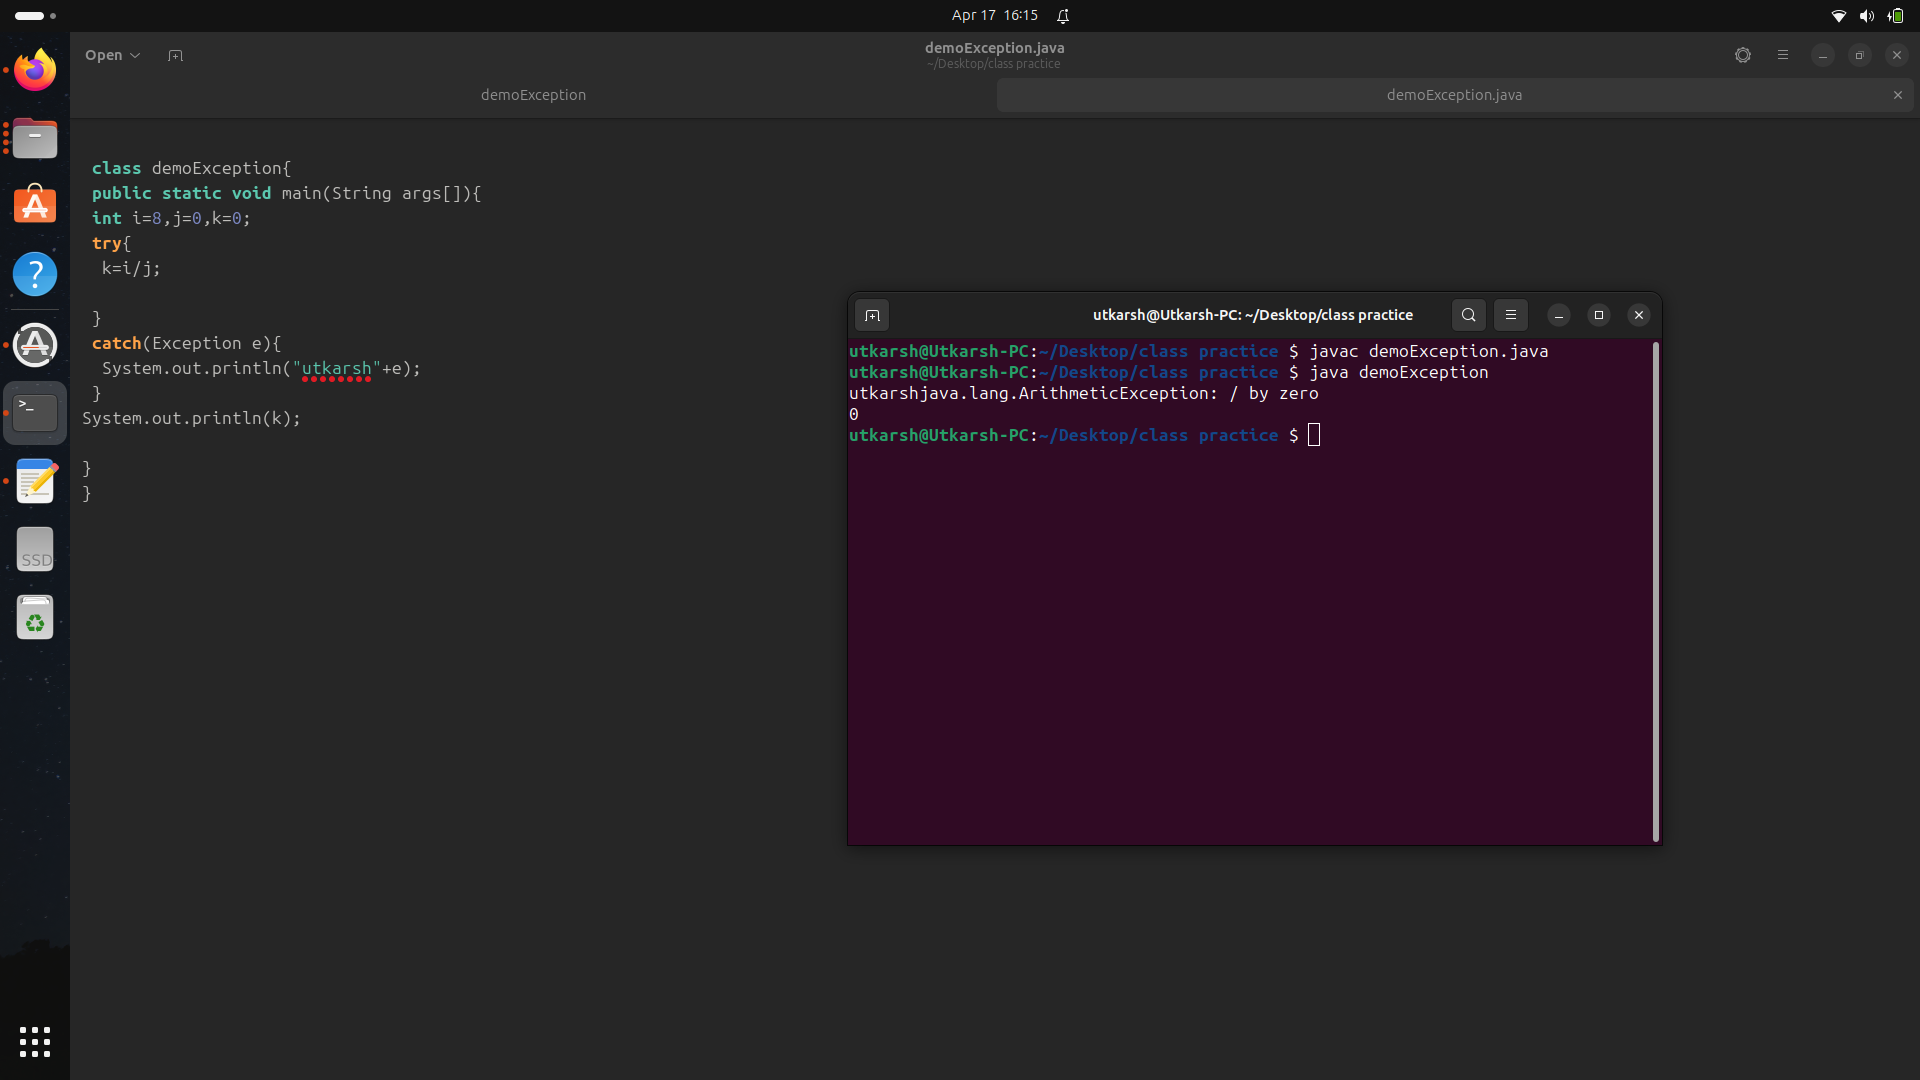 Apr 17 16:15
Open
demoException.java
~/Desktop/class practice
demoException
demoException.java
class demoException{
public static void main(String args[]){
int i=8,j=0,k=0;
try{
k=i/j;
}
catch(Exception e){
System.out.println("utkarsh"+e);
}
System.out.println(k);
}
}
utkarsh@Utkarsh-PC: ~/Desktop/class practice
utkarsh@Utkarsh-PC:~/Desktop/class practice $ javac demoException.java
utkarsh@Utkarsh-PC:~/Desktop/class practice $ java demoException
utkarshjava.lang.ArithmeticException: / by zero
0
utkarsh@Utkarsh-PC:~/Desktop/class practice $
SSD